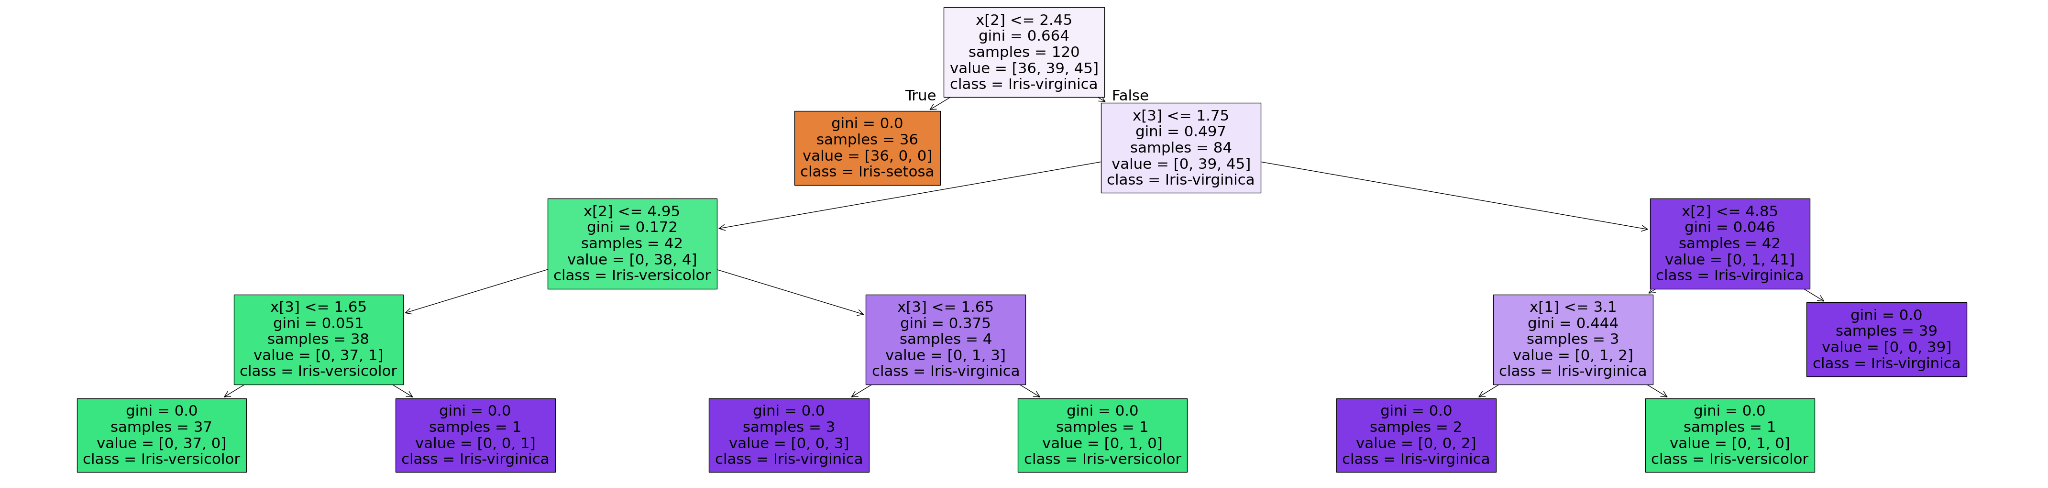 x[2] <= 2.45
gini = 0.664
samples = 120
value = [36, 39, 45]
class = Iris-virginica
True
False
gini = 0.0
samples = 36
value = [36, 0, 0]
class = Iris-setosa
x[3] <= 1.75
gini = 0.497
samples = 84
value = [0, 39, 45]
class = Iris-virginica
x[2] <= 4.95
gini = 0.172
samples = 42
value = [0, 38, 4]
class = Iris-versicolor
x[2] <= 4.85
gini = 0.046
samples = 42
value = [0, 1, 41]
class = Iris-virginica
x[3] <= 1.65
gini = 0.051
samples = 38
value = [0, 37, 1]
class = Iris-versicolor
x[3] <= 1.65
gini = 0.375
samples = 4
value = [0, 1, 3]
class = Iris-virginica
x[1] <= 3.1
gini = 0.444
samples = 3
value = [0, 1, 2]
class = Iris-virginica
gini = 0.0
samples = 39
value = [0, 0, 39]
class = Iris-virginica
gini = 0.0
samples = 37
value = [0, 37, 0]
class = Iris-versicolor
gini = 0.0
samples = 1
value = [0, 0, 1]
class = Iris-virginica
gini = 0.0
samples = 3
value = [0, 0, 3]
class = Iris-virginica
gini = 0.0
samples = 1
value = [0, 1, 0]
class = Iris-versicolor
gini = 0.0
samples = 2
value = [0, 0, 2]
class = Iris-virginica
gini = 0.0
samples = 1
value = [0, 1, 0]
class = Iris-versicolor